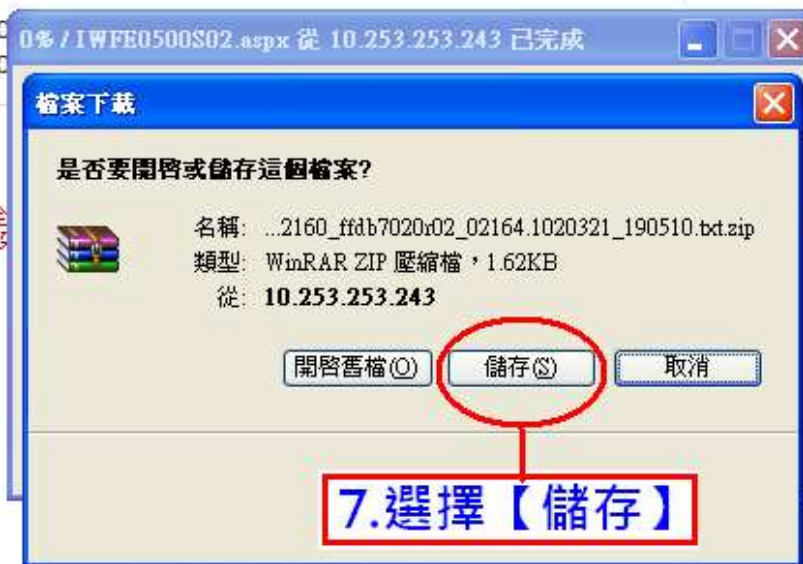 0% / IWFE0500S02.aspx 從 10.253.253.243 已完成
檔案下載
是否要開啓或儲存這個檔案?
名稱: ...2160_ffdb7020r02_02164.1020321_190510.txt.zip
類型: WinRAR ZIP 壓縮檔，1.62KB
從: 10.253.253.243
開啓舊檔(O) 儲存(S) 取消
7.選擇【儲存】